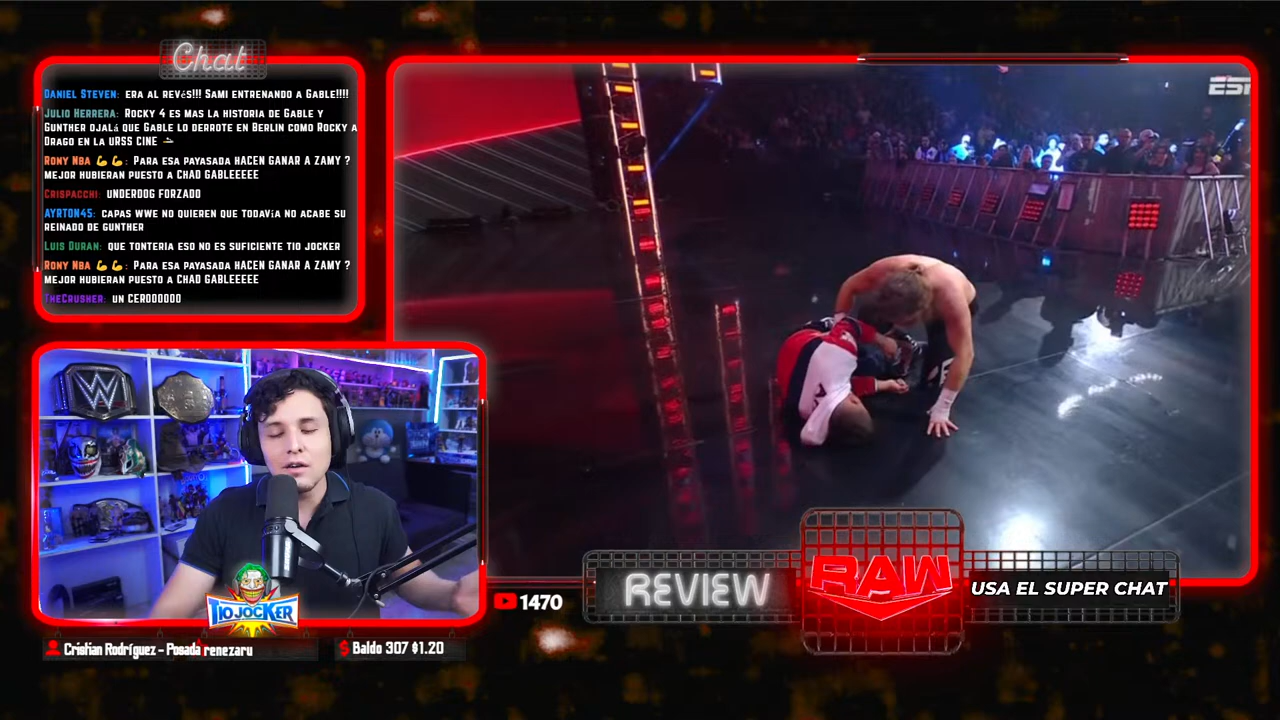 Chat
DANIEL STEVEN: ERA AL REVéS!!! SAMI ENTRENANDO A GABLE!!!!
JULIO HERRERA: ROCKY 4 ES MAS LA HISTORIA DE GABLE Y
GUNTHER OJALá QUE GABLE LO DERROTE EN BERLIN COMO ROCKY A
DRAGO EN LA URSS CINE 🚬
RONY NBA 💪 💪: PARA ESA PAYASADA HACEN GANAR A ZAMY ?
MEJOR HUBIERAN PUESTO A CHAD GABLEEEEE
CRISPACCHI: UNDERDOG FORZADO
AYRTON45: CAPAS WWE NO QUIEREN QUE TODAVíA NO ACABE SU
REINADO DE GUNTHER
LUIS DURAN: QUE TONTERIA ESO NO ES SUFICIENTE TIO JOCKER
RONY NBA 💪 💪: PARA ESA PAYASADA HACEN GANAR A ZAMY ?
MEJOR HUBIERAN PUESTO A CHAD GABLEEEEE
THECRUSHER: UN CEROOOOOO
ESP
W
TIO JOCKER
Cristian Rodríguez - Posada renezaru
$ Baldo 307 $1.20
1470
REVIEW
RAW
USA EL SUPER CHAT